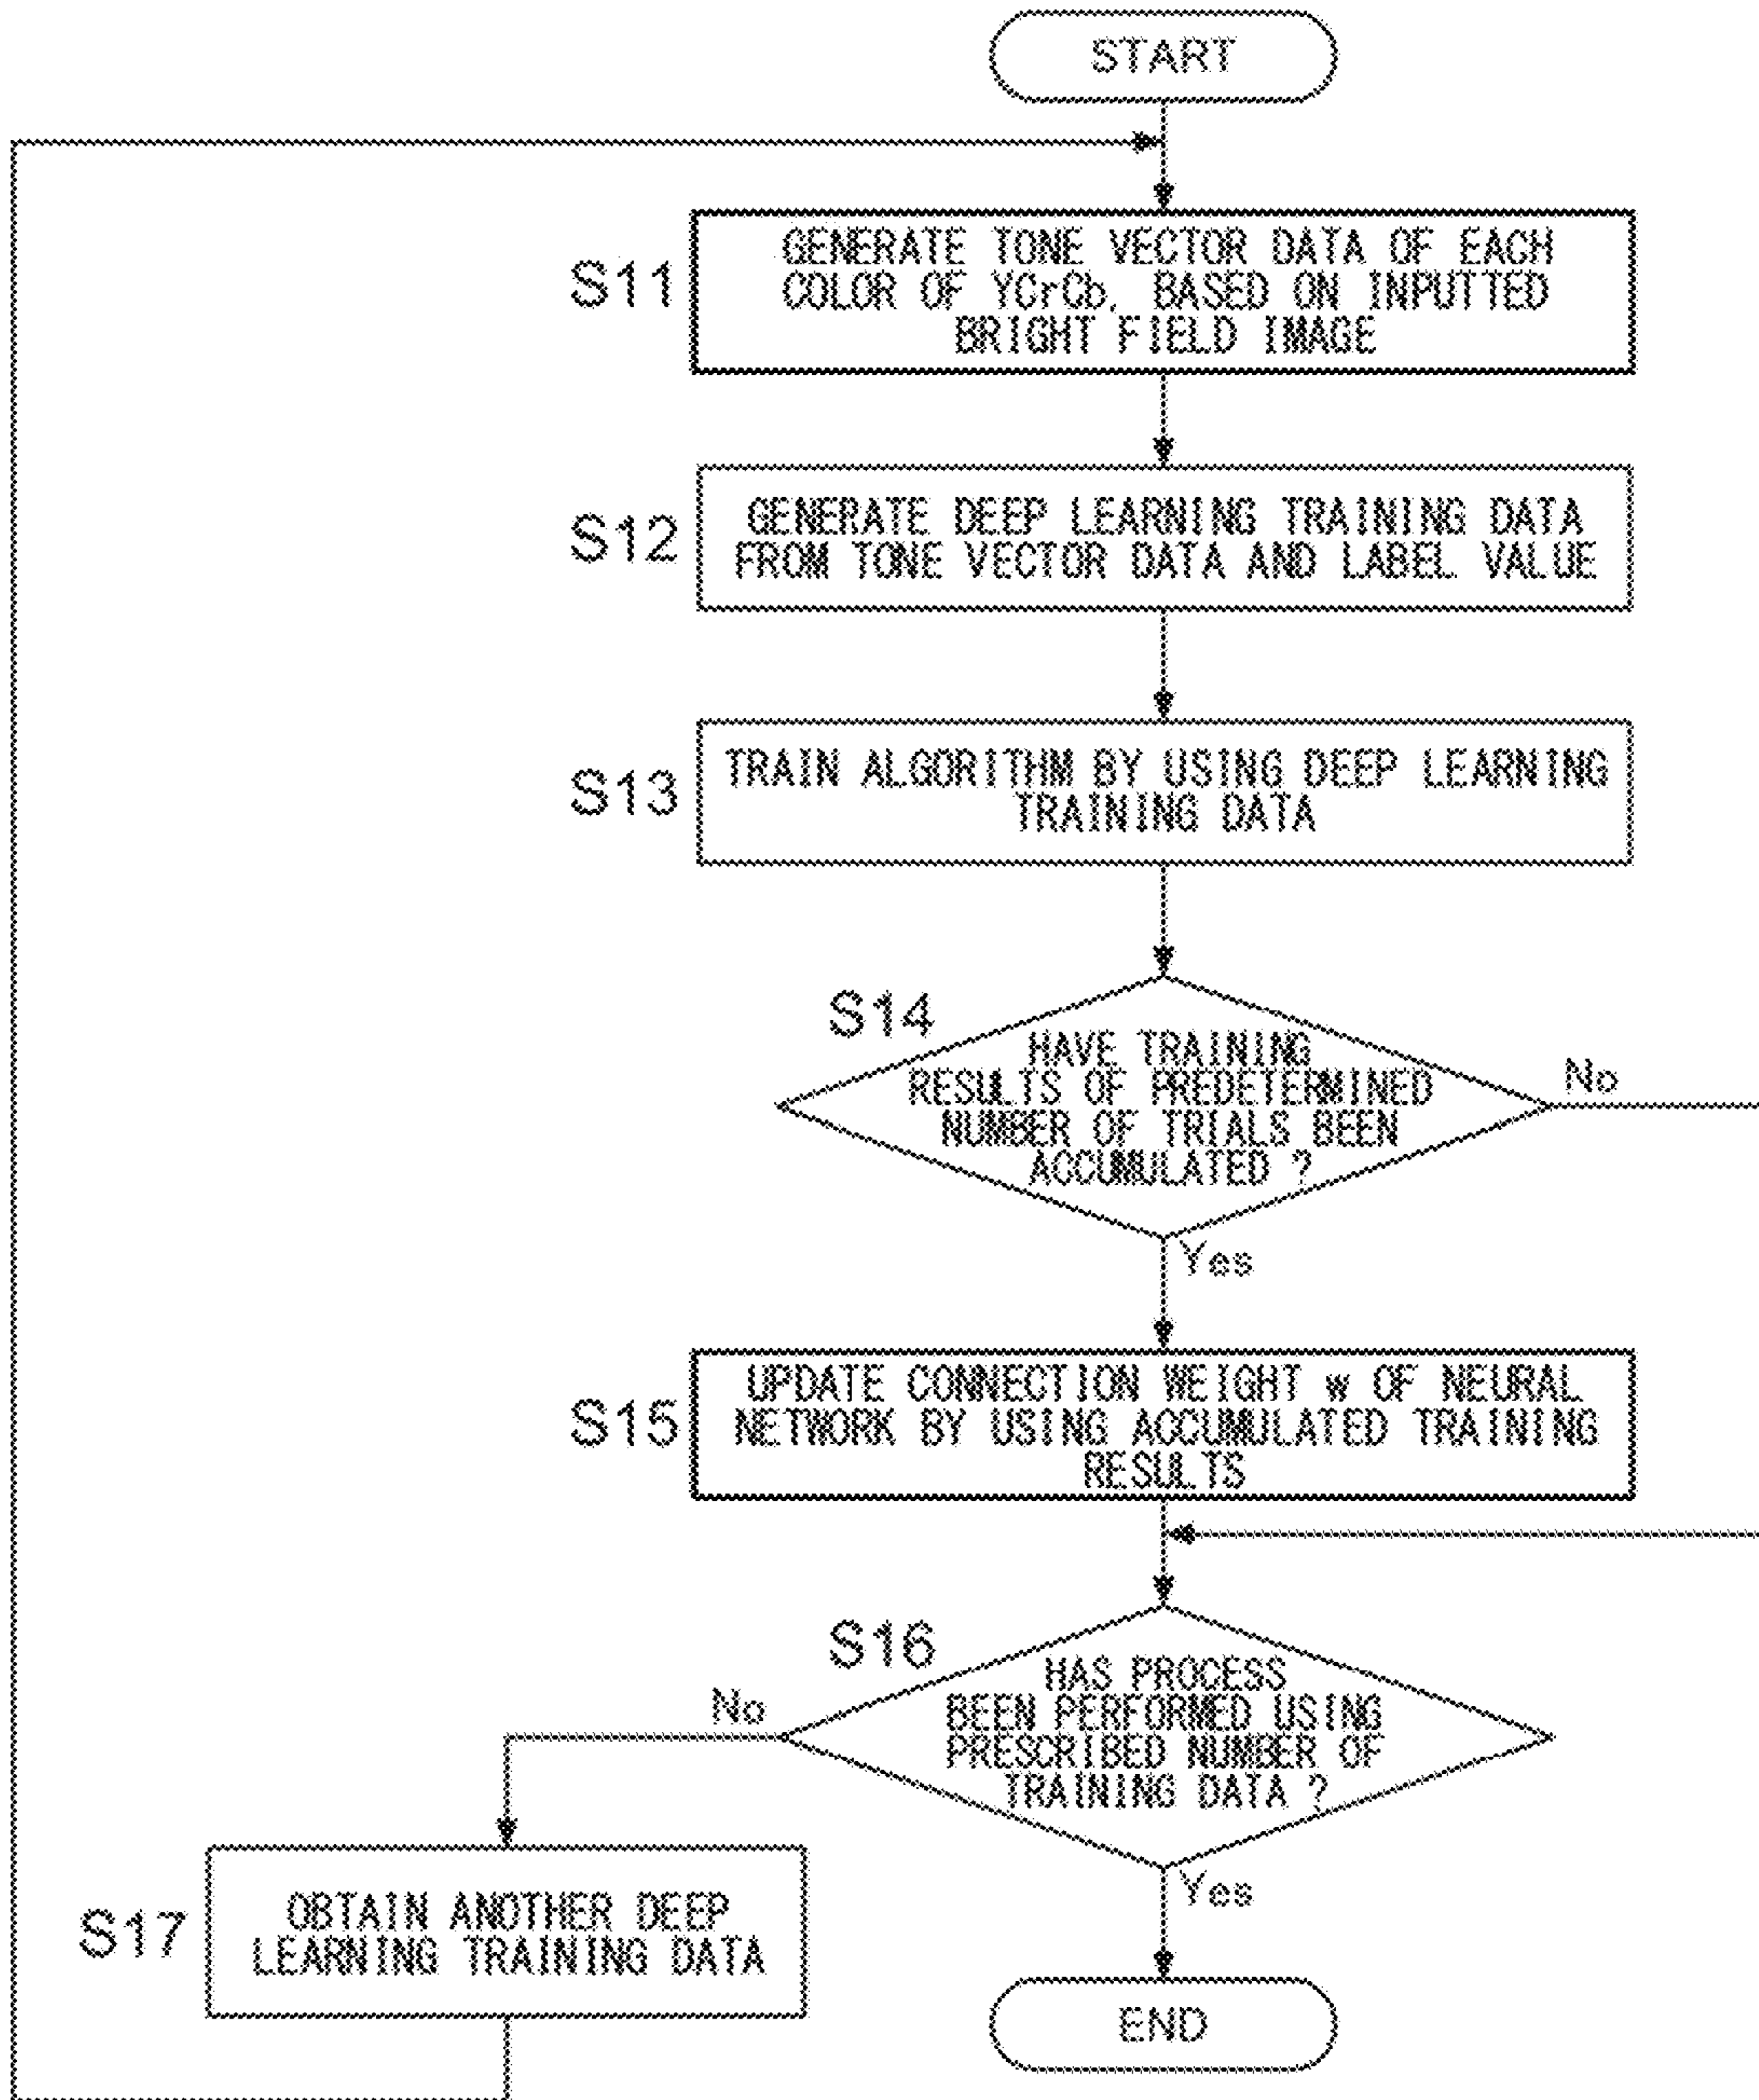 START
S11
GENERATE TONE VECTOR DATA OF EACH
COLOR OF YCrCb, BASED ON INPUTTED
BRIGHT FIELD IMAGE
S12
GENERATE DEEP LEARNING TRAINING DATA
FROM TONE VECTOR DATA AND LABEL VALUE
S13
TRAIN ALGORITHM BY USING DEEP LEARNING
TRAINING DATA
S14
HAVE TRAINING
RESULTS OF PREDETERMINED
NUMBER OF TRIALS BEEN
ACCUMULATED ?
No
Yes
S15
UPDATE CONNECTION WEIGHT w OF NEURAL
NETWORK BY USING ACCUMULATED TRAINING
RESULTS
S16
HAS PROCESS
BEEN PERFORMED USING
PRESCRIBED NUMBER OF
TRAINING DATA ?
No
Yes
S17
OBTAIN ANOTHER DEEP
LEARNING TRAINING DATA
END